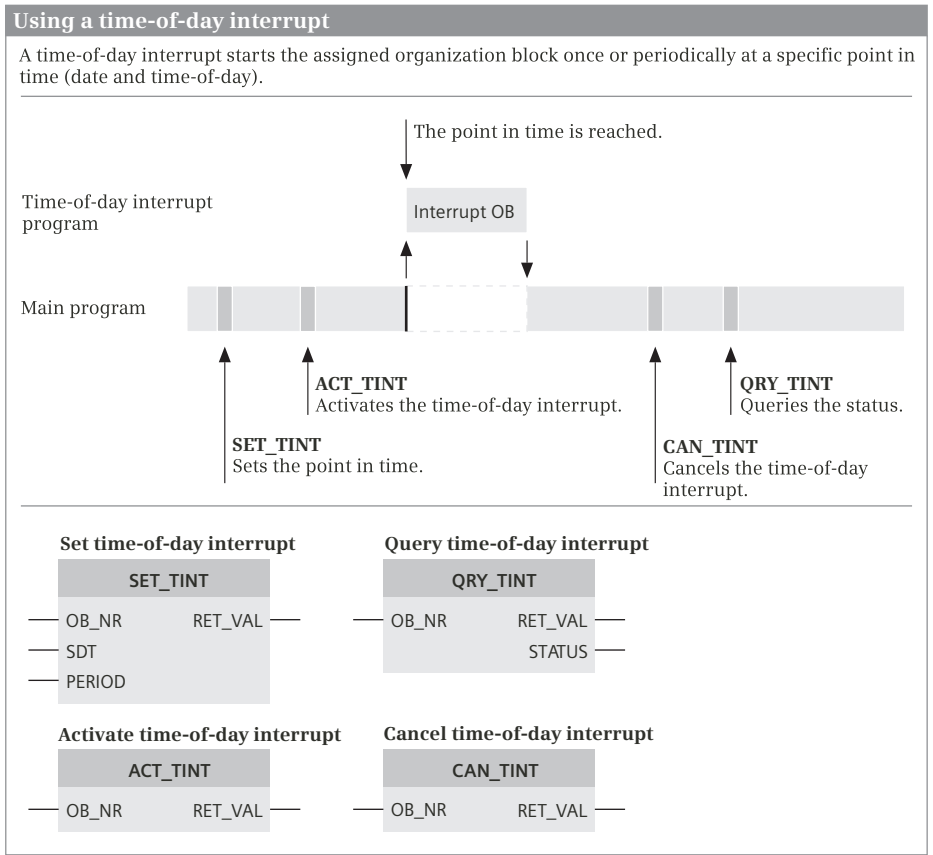 Using a time-of-day interrupt
A time-of-day interrupt starts the assigned organization block once or periodically at a specific point in
time (date and time-of-day).
The point in time is reached.
Time-of-day interrupt
program
Interrupt OB
Main program
ACT_TINT
Activates the time-of-day interrupt.
QRY_TINT
Queries the status.
SET_TINT
Sets the point in time.
CAN_TINT
Cancels the time-of-day
interrupt.
Set time-of-day interrupt
SET_TINT
OB_NR RET_VAL
SDT
PERIOD
Query time-of-day interrupt
QRY_TINT
OB_NR RET_VAL
STATUS
Activate time-of-day interrupt
ACT_TINT
OB_NR RET_VAL
Cancel time-of-day interrupt
CAN_TINT
OB_NR RET_VAL